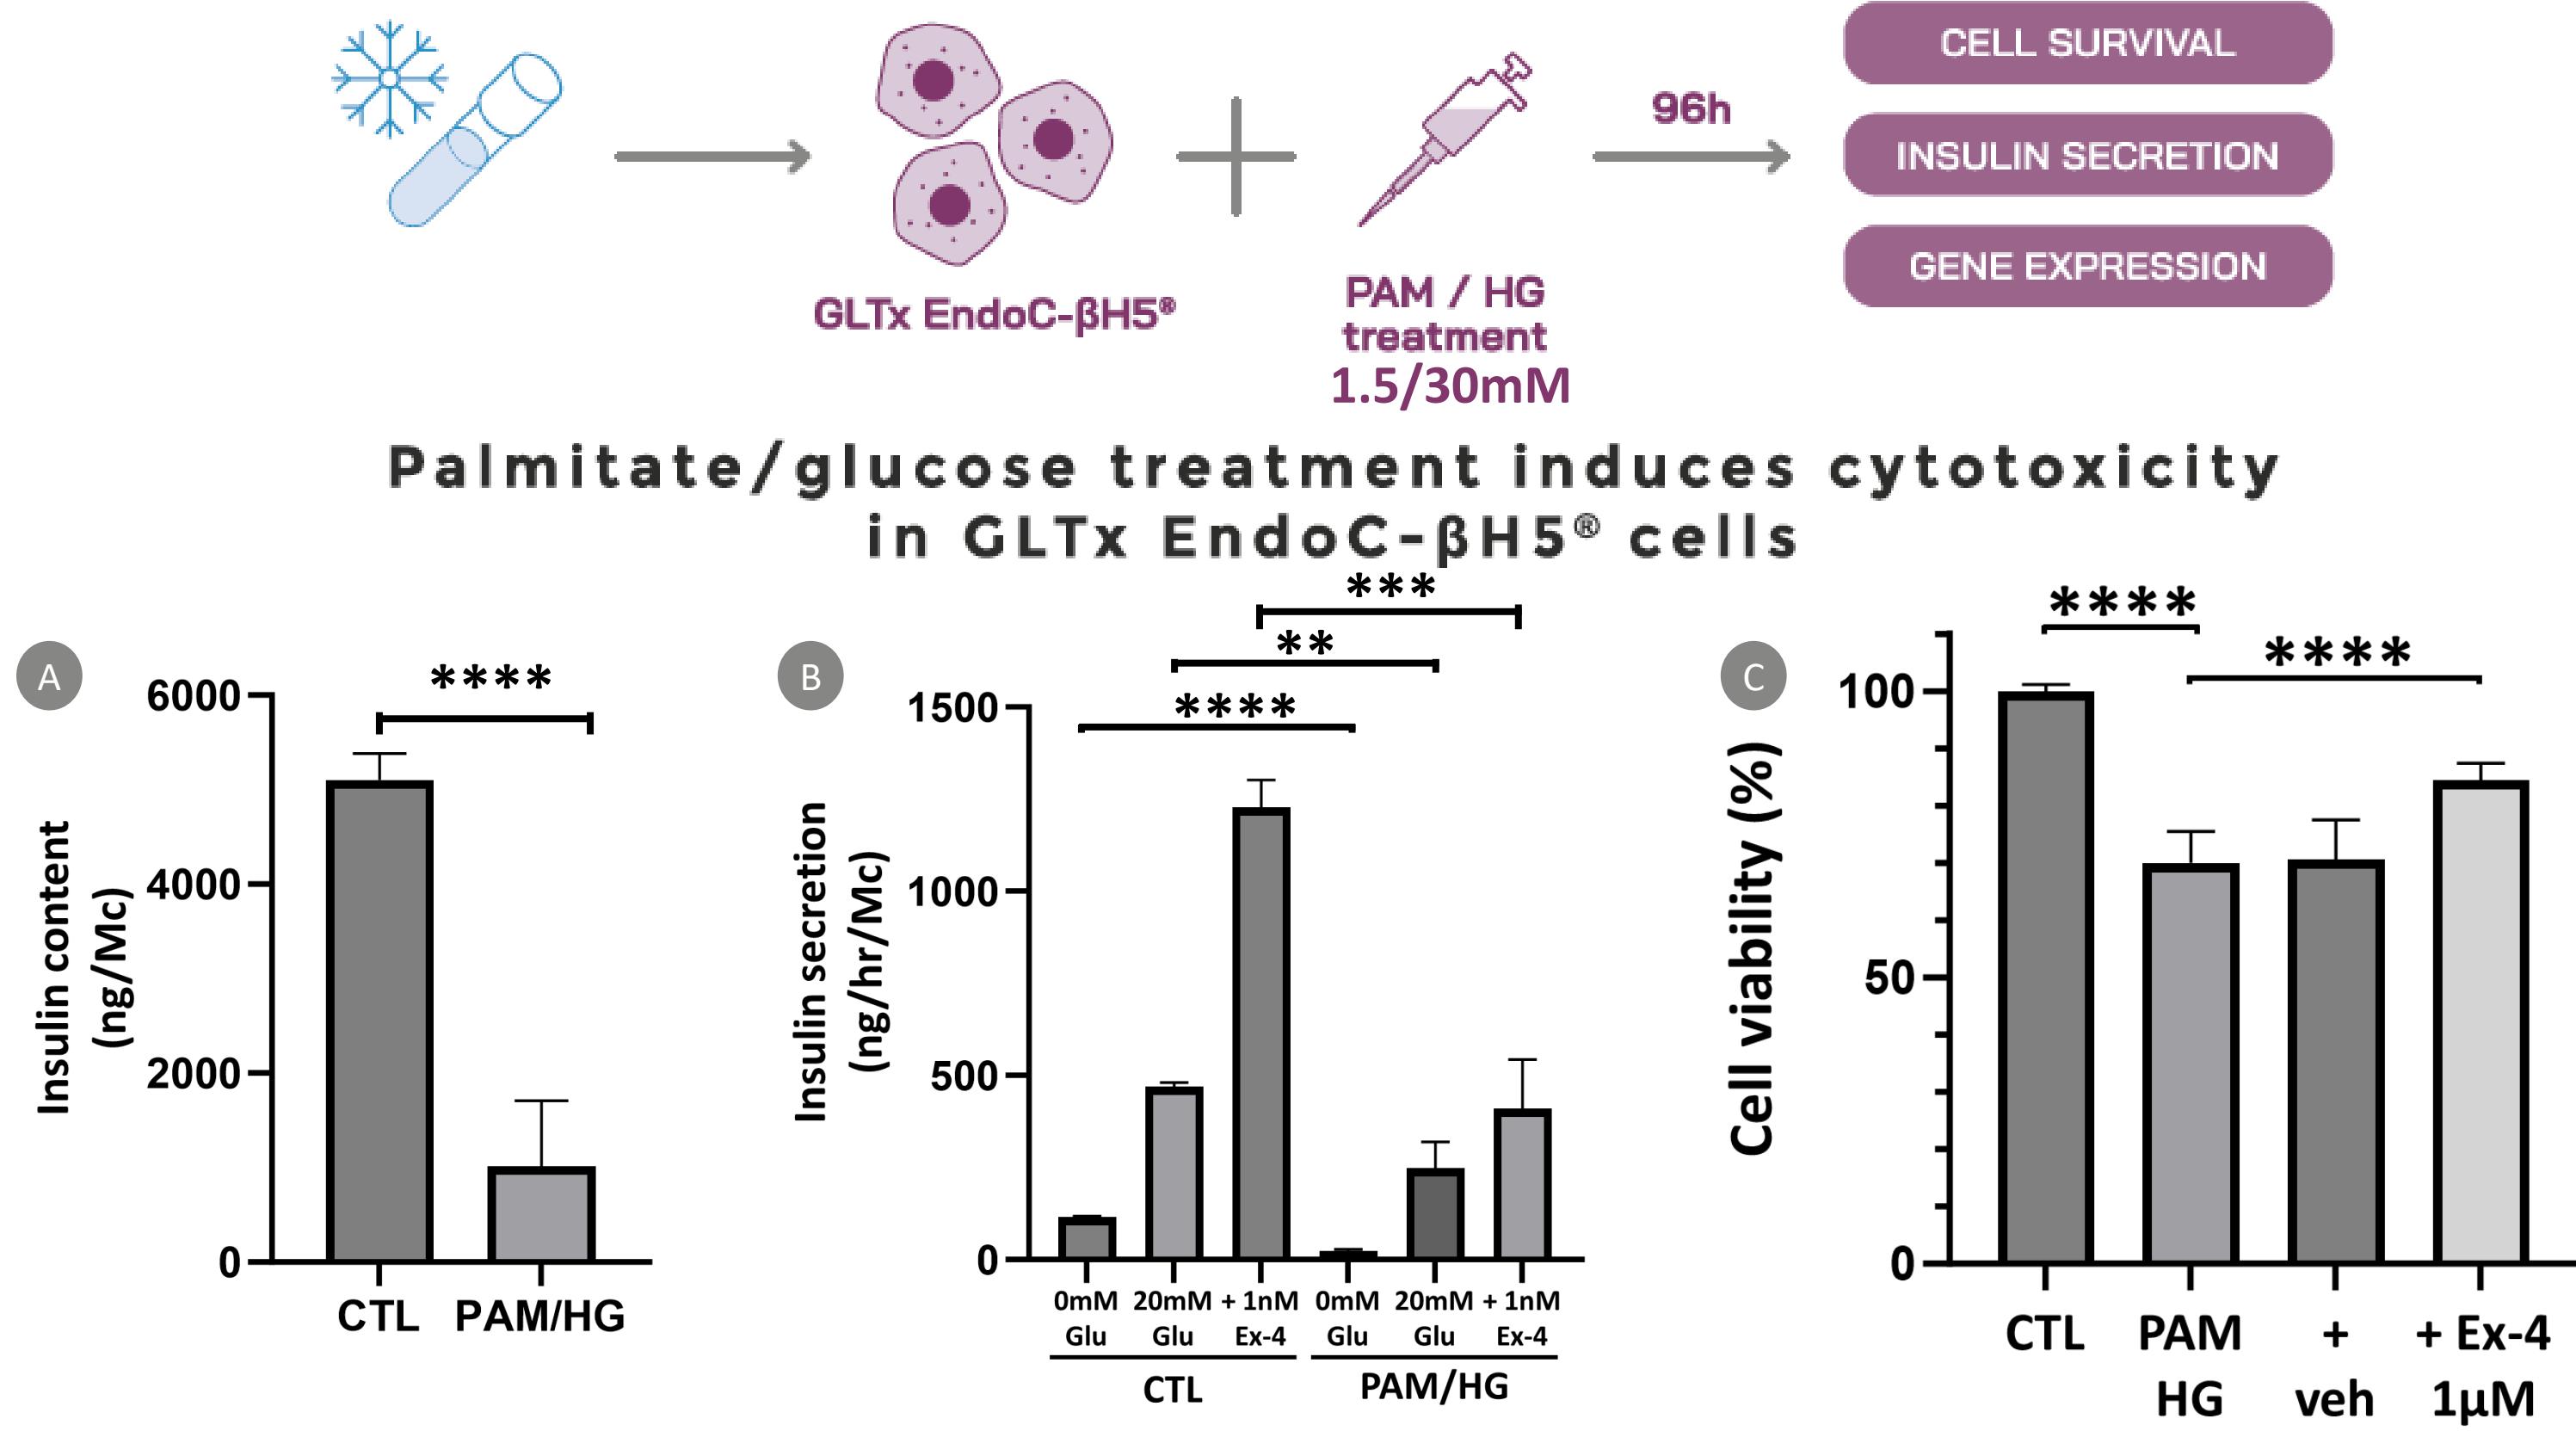 CELL SURVIVAL
96h
INSULIN SECRETION
GENE EXPRESSION
GLTx EndoC-βH5®
PAM / HG
treatment
1.5/30mM
Palmitate/glucose treatment induces cytotoxicity
in GLTx EndoC-βH5® cells
A
****
6000
4000
2000
0
Insulin content
(ng/Mc)
CTL PAM/HG
B
***
**
****
1500
1000
500
0
Insulin secretion
(ng/hr/Mc)
0mM 20mM + 1nM 0mM 20mM + 1nM
Glu Glu Ex-4 Glu Glu Ex-4
CTL PAM/HG
C
****
****
100
50
0
Cell viability (%)
CTL PAM + + Ex-4
HG veh 1µM